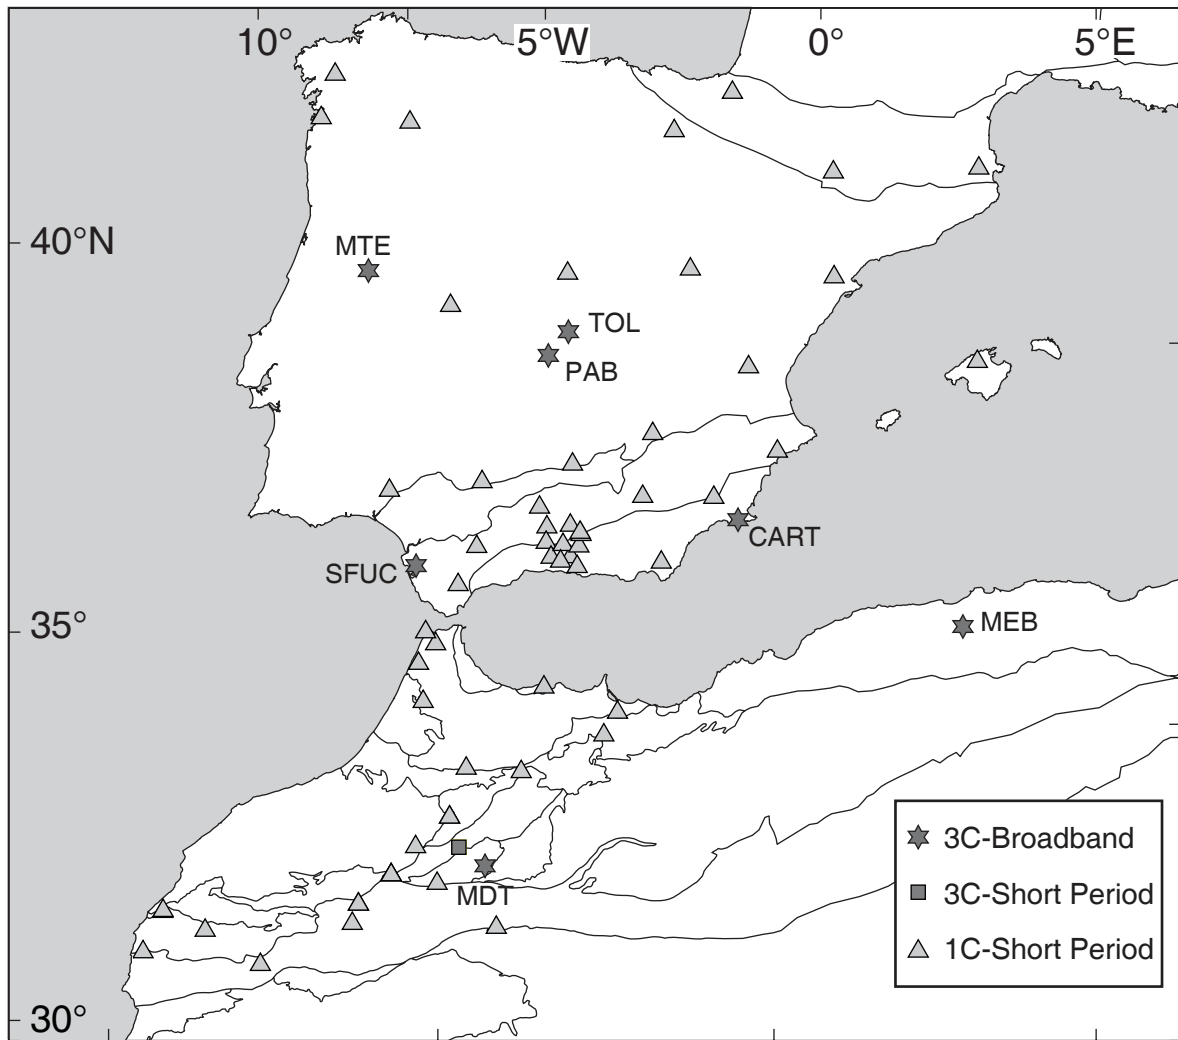 10°
5°W
0°
5°E
40°N
MTE
TOL
PAB
CART
SFUC
35°
MEB
3C-Broadband
3C-Short Period
MDT
1C-Short Period
30°